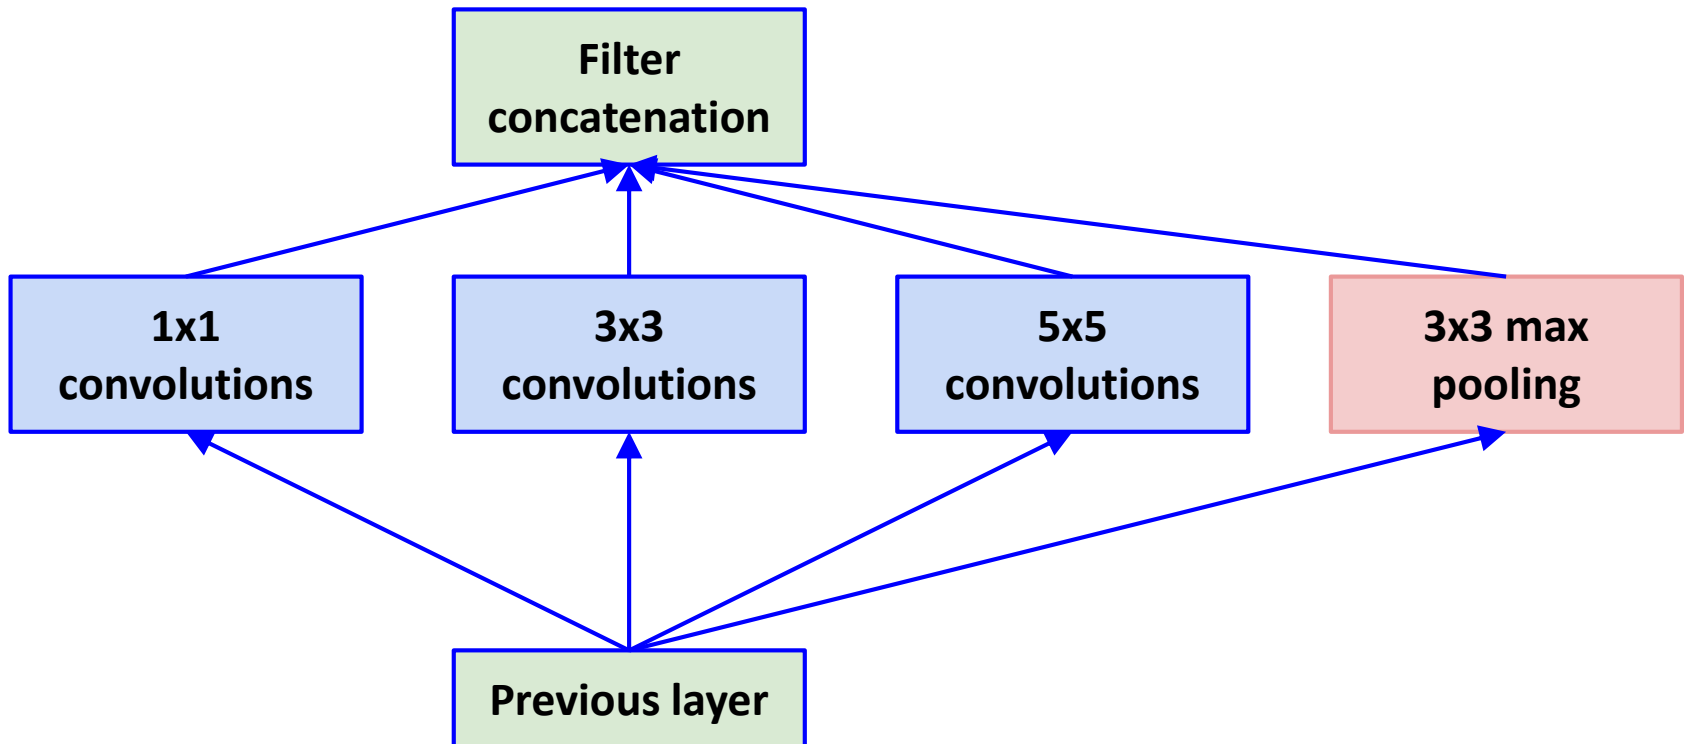 Filter
concatenation
1x1
convolutions
3x3
convolutions
5x5
convolutions
3x3 max
pooling
Previous layer